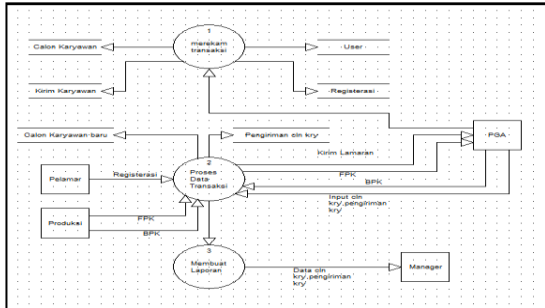 1
merekam
transaksi
Calon Karyawan
User
Kirim Karyawan
Registerasi
Calon Karyawan baru
Pengiriman cln kry
PGA
Kirim Lamaran
2
Proses
Data
Transaksi
Pelamar
Registerasi
FPK
BPK
Input cln
kry,pengiriman
kry
Produksi
FPK
BPK
3
Membuat
Laporan
Data cln
kry,pengiriman
kry
Manager